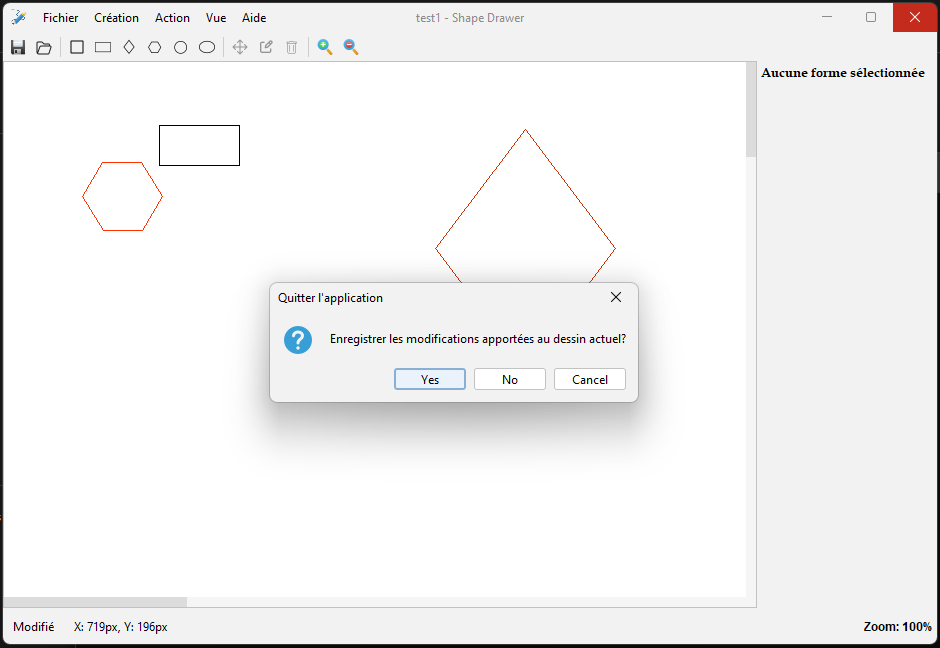 Fichier Création Action Vue Aide test1 - Shape Drawer
Aucune forme sélectionnée
Quitter l'application
Enregistrer les modifications apportées au dessin actuel?
Yes No Cancel
Modifié X: 719px, Y: 196px Zoom: 100%